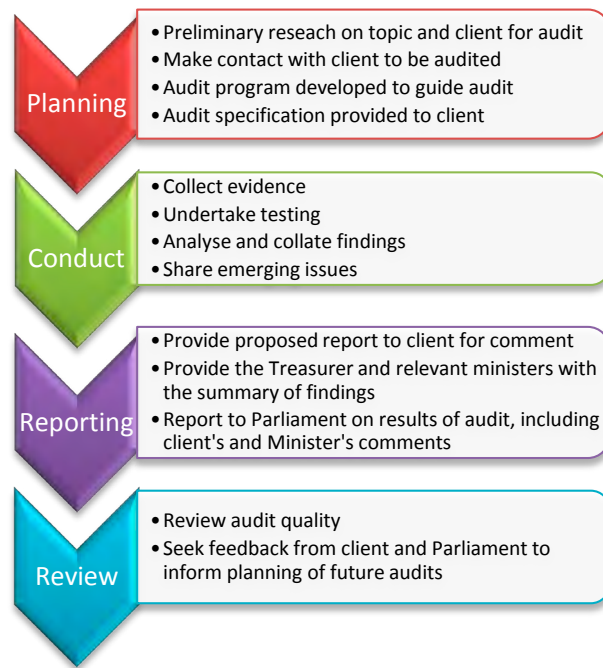 Planning
• Preliminary reseach on topic and client for audit
• Make contact with client to be audited
• Audit program developed to guide audit
• Audit specification provided to client
Conduct
• Collect evidence
• Undertake testing
• Analyse and collate findings
• Share emerging issues
Reporting
• Provide proposed report to client for comment
• Provide the Treasurer and relevant ministers with
the summary of findings
• Report to Parliament on results of audit, including
client's and Minister's comments
Review
• Review audit quality
• Seek feedback from client and Parliament to
inform planning of future audits